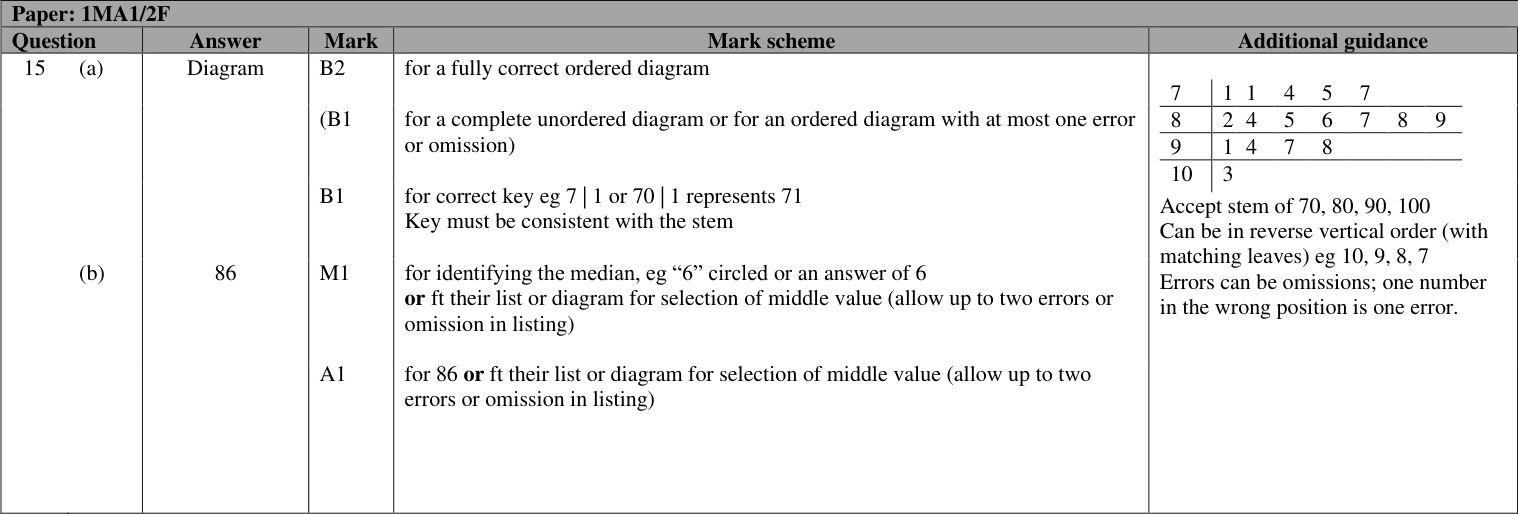 Paper: 1MA1/2F
Question Answer Mark Mark scheme Additional guidance
15 (a) Diagram B2 for a fully correct ordered diagram
(B1 for a complete unordered diagram or for an ordered diagram with at most one error
or omission)
B1 for correct key eg 7 | 1 or 70 | 1 represents 71
Key must be consistent with the stem
7 | 1 1 4 5 7
8 | 2 4 5 6 7 8 9
9 | 1 4 7 8
10 | 3
Accept stem of 70, 80, 90, 100
Can be in reverse vertical order (with
matching leaves) eg 10, 9, 8, 7
Errors can be omissions; one number
in the wrong position is one error.
(b) 86 M1 for identifying the median, eg “6” circled or an answer of 6
or ft their list or diagram for selection of middle value (allow up to two errors or
omission in listing)
A1 for 86 or ft their list or diagram for selection of middle value (allow up to two
errors or omission in listing)